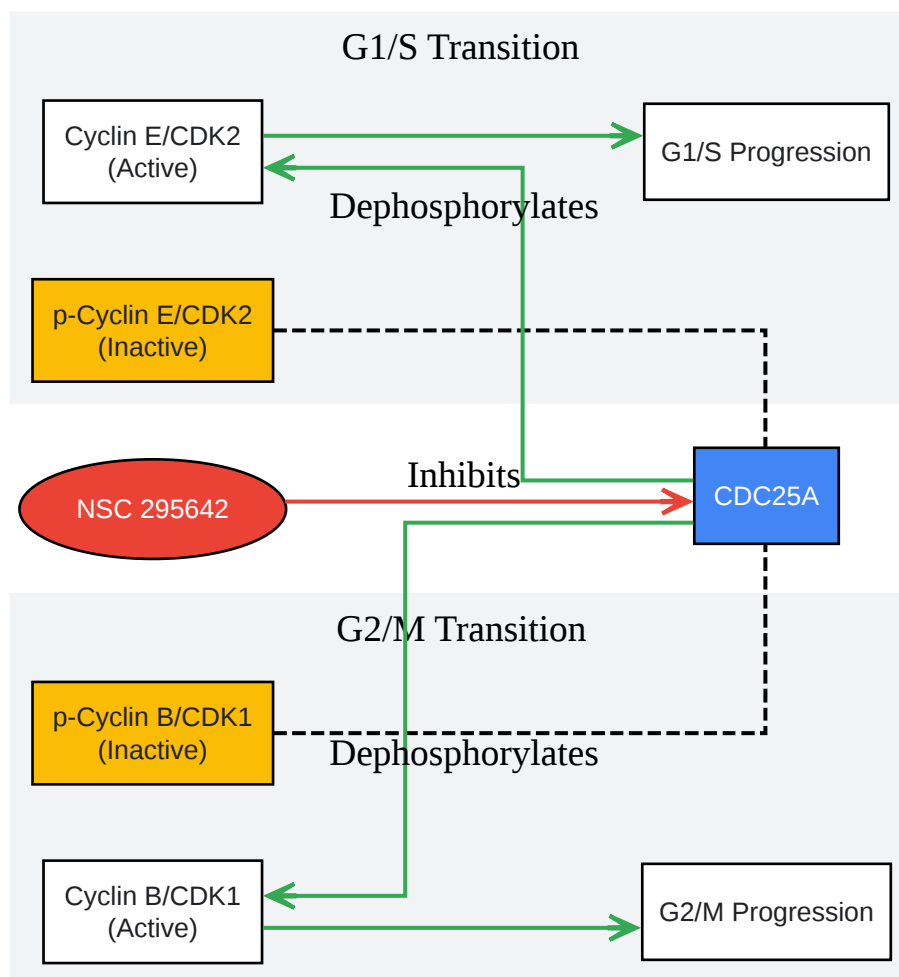 G1/S Transition
Cyclin E/CDK2
(Active)
G1/S Progression
Dephosphorylates
p-Cyclin E/CDK2
(Inactive)
Inhibits
NSC 295642
CDC25A
G2/M Transition
p-Cyclin B/CDK1
(Inactive)
Dephosphorylates
Cyclin B/CDK1
(Active)
G2/M Progression